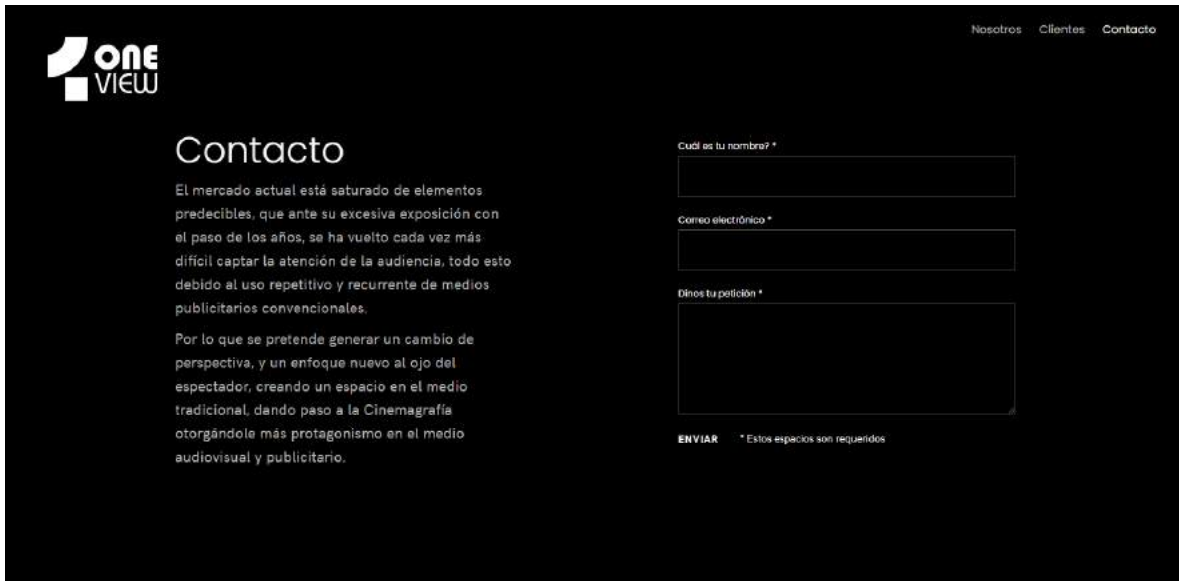 ONE
VIEW
Nosotros Clientes Contacto
Contacto
El mercado actual está saturado de elementos
predecibles, que ante su excesiva exposición con
el paso de los años, se ha vuelto cada vez más
difícil captar la atención de la audiencia, todo esto
debido al uso repetitivo y recurrente de medios
publicitarios convencionales.
Por lo que se pretende generar un cambio de
perspectiva, y un enfoque nuevo al ojo del
espectador, creando un espacio en el medio
tradicional, dando paso a la Cinemagrafía
otorgándole más protagonismo en el medio
audiovisual y publicitario.
Cuál es tu nombre? *
Correo electrónico *
Dinos tu petición *
ENVIAR * Estos espacios son requeridos